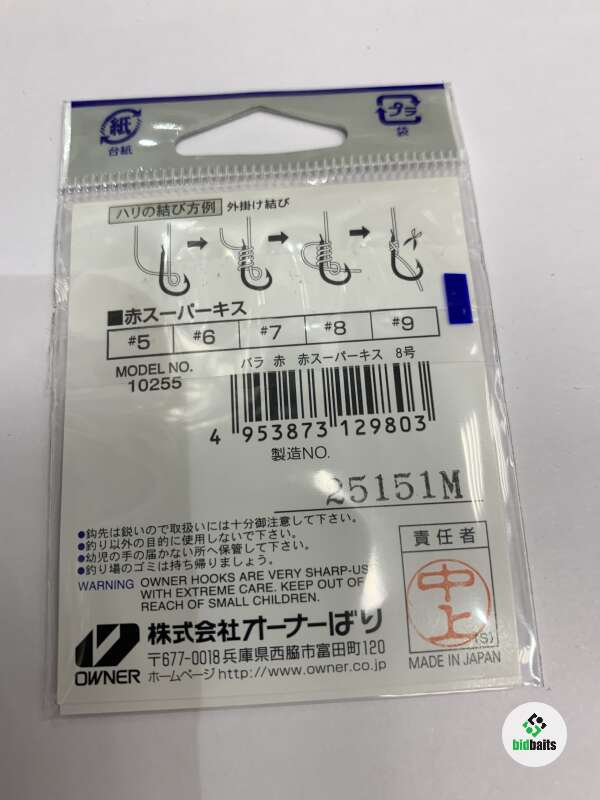 紙
台紙
プラ
袋
ハリの結び方例 外掛け結び
■赤スーパーキス
#5 #6 #7 #8 #9
MODEL NO.
10255
バラ 赤 赤スーパーキス 8号
4 953873 129803
製造NO.
25151M
●鈎先は鋭いので取扱いには十分御注意して下さい。
●釣り以外の目的に使用しないで下さい。
●幼児の手の届かない所へ保管して下さい。
●釣り場のゴミは持ち帰りましょう。
WARNING OWNER HOOKS ARE VERY SHARP-USE
WITH EXTREME CARE. KEEP OUT OF
REACH OF SMALL CHILDREN.
責任者
中上
(S)
MADE IN JAPAN
株式会社オーナーばり
〒677-0018兵庫県西脇市富田町120
ホームページ http://www.owner.co.jp
OWNER
bidbaits